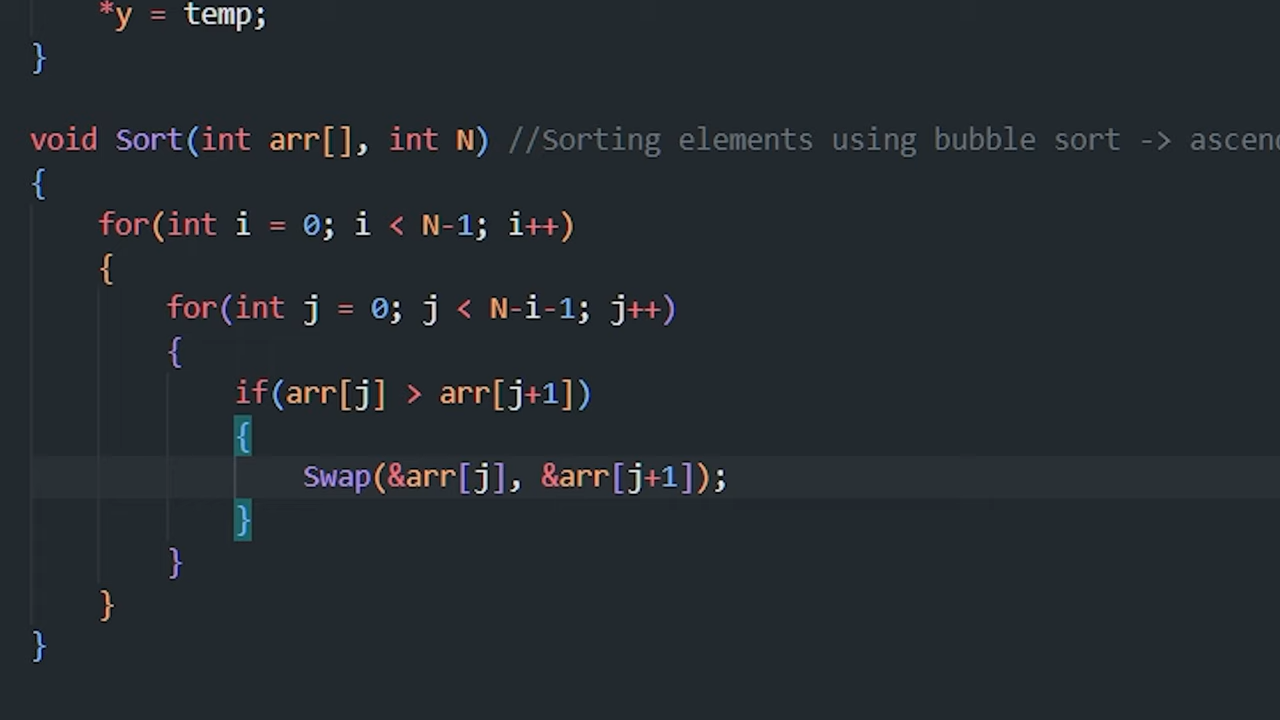 *y = temp;
}
void Sort(int arr[], int N) //Sorting elements using bubble sort -> ascen
{
for(int i = 0; i < N-1; i++)
{
for(int j = 0; j < N-i-1; j++)
{
if(arr[j] > arr[j+1])
{
Swap(&arr[j], &arr[j+1]);
}
}
}
}